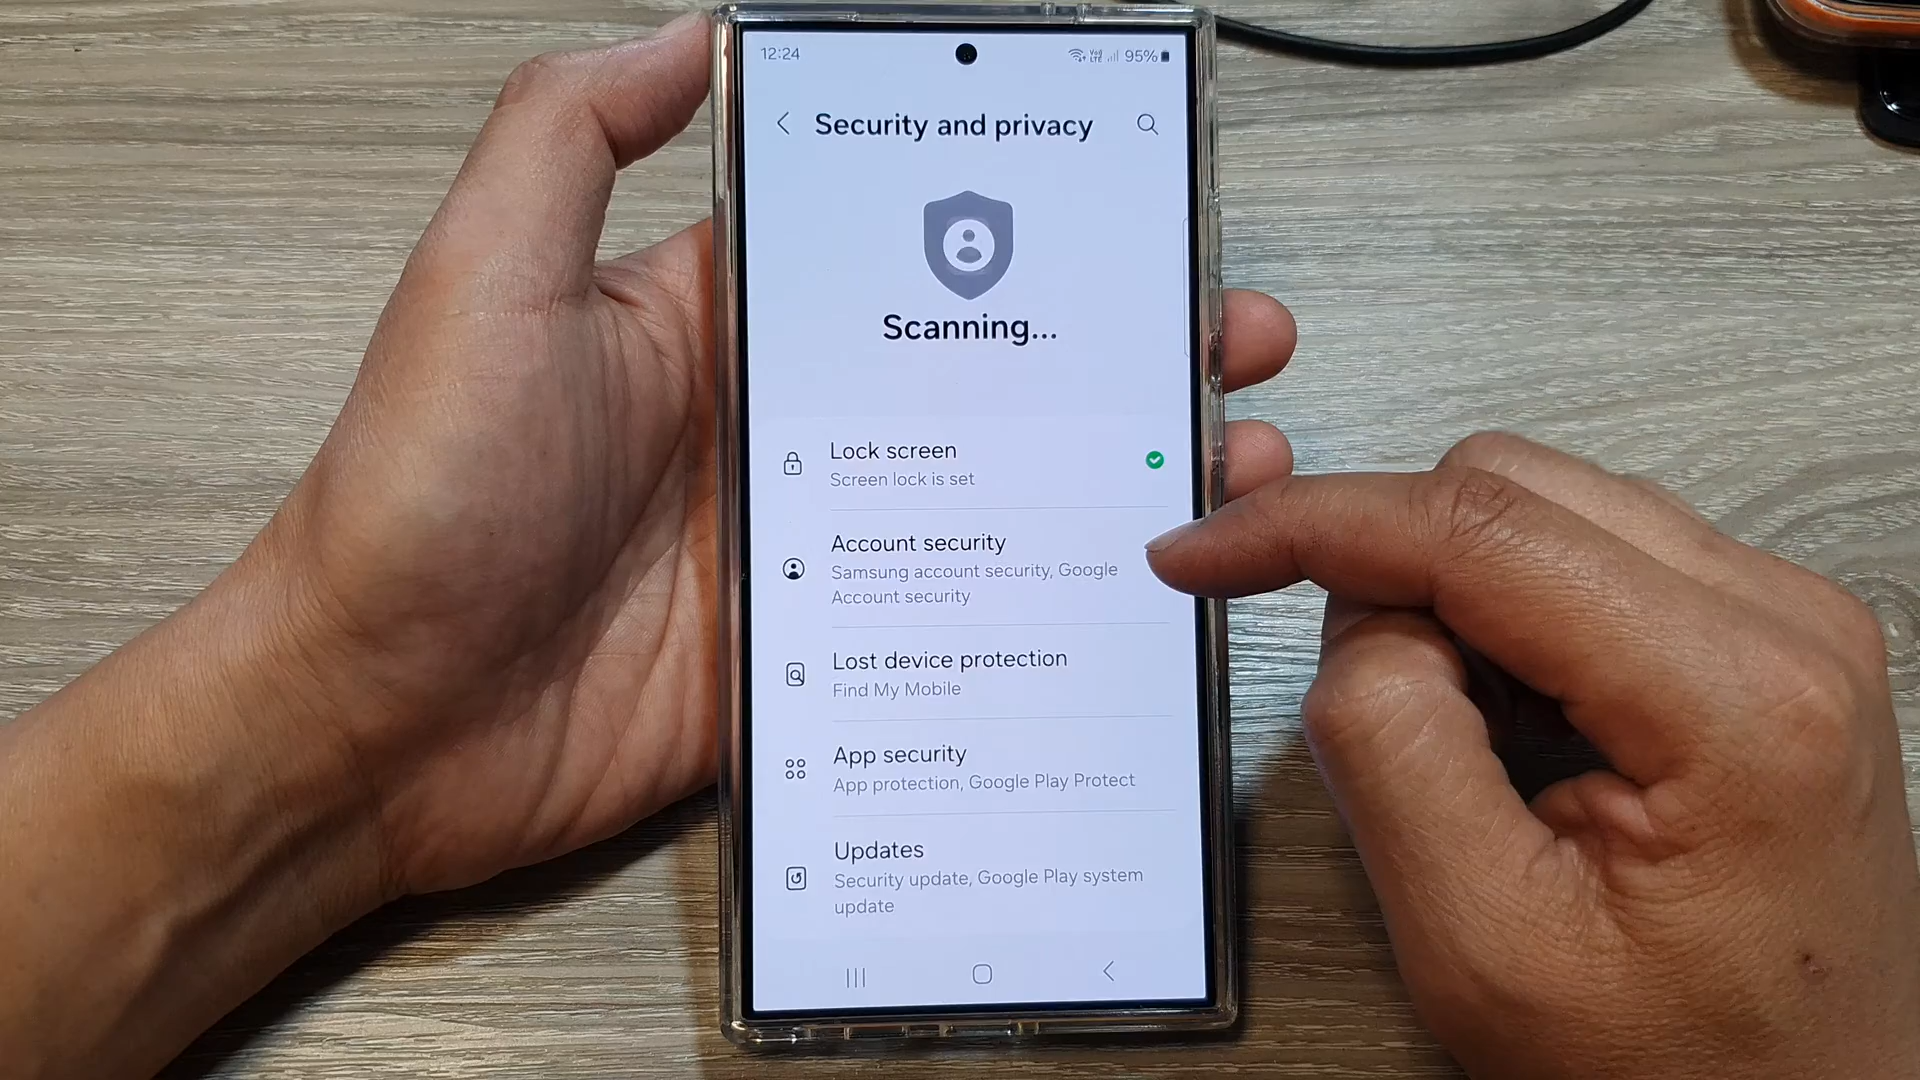 12:24
Vo)
LTE
95%
Security and privacy
Scanning...
Lock screen
Screen lock is set
Account security
Samsung account security, Google
Account security
Lost device protection
Find My Mobile
App security
App protection, Google Play Protect
Updates
Security update, Google Play system
update